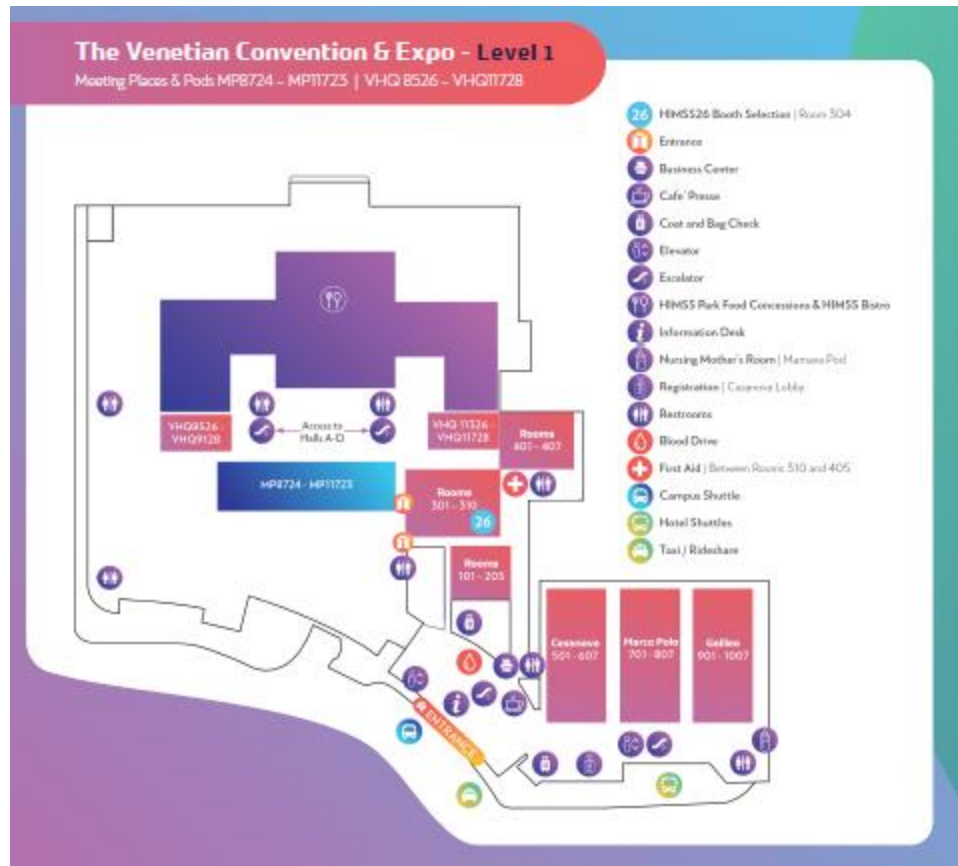 The Venetian Convention & Expo - Level 1
Meeting Places & Pods MP8724 – MP11723 | VHQ 8526 – VHQ11728
26 HIMSS26 Booth Selection | Room 304
Entrance
Business Center
Cafe' Presse
Coat and Bag Check
Elevator
Escalator
HIMSS Park Food Concessions & HIMSS Bistro
Information Desk
Nursing Mother's Room | Mamava Pod
Registration | Casanova Lobby
Restrooms
Blood Drive
First Aid | Between Rooms 310 and 405
Campus Shuttle
Hotel Shuttles
Taxi / Rideshare
VHQ8526 -
VHQ9128
Access to
Halls A-D
VHQ 11326 -
VHQ11728
Rooms
401 - 407
MP8724 - MP11723
Rooms
301 - 310
26
Rooms
101 - 205
Casanova
501 - 607
Marco Polo
701 - 807
Galileo
901 - 1007
ENTRANCE